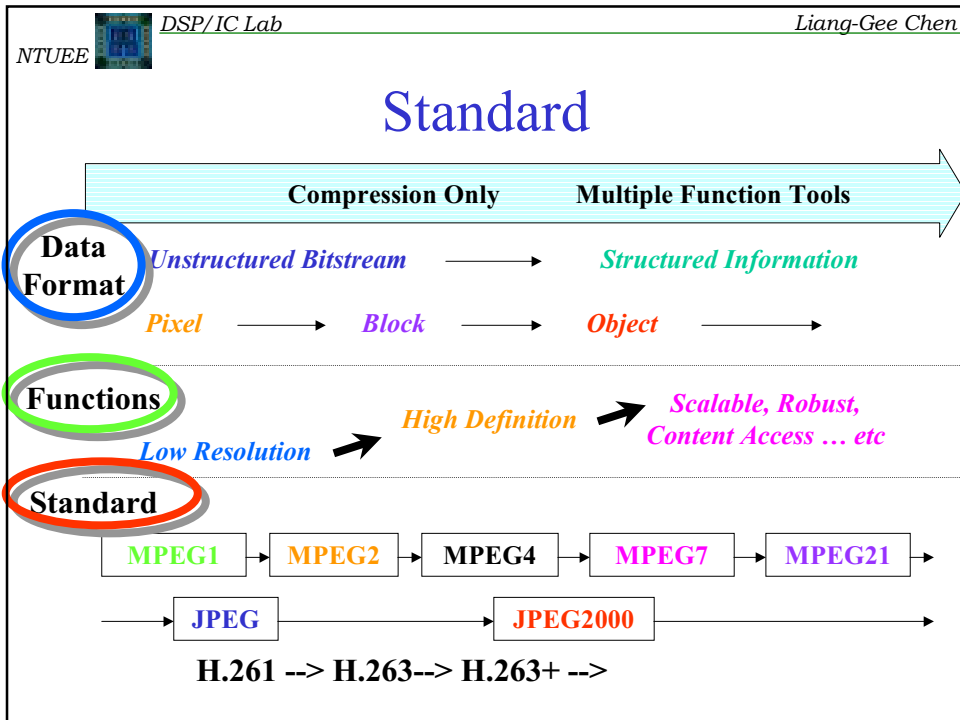 DSP/IC Lab
Liang-Gee Chen
NTUEE
Standard
Compression Only Multiple Function Tools
Data
Format
Unstructured Bitstream Structured Information
Pixel Block Object
Functions
Low Resolution
High Definition
Scalable, Robust,
Content Access … etc
Standard
MPEG1 MPEG2 MPEG4 MPEG7 MPEG21
JPEG JPEG2000
H.261 --> H.263--> H.263+ -->